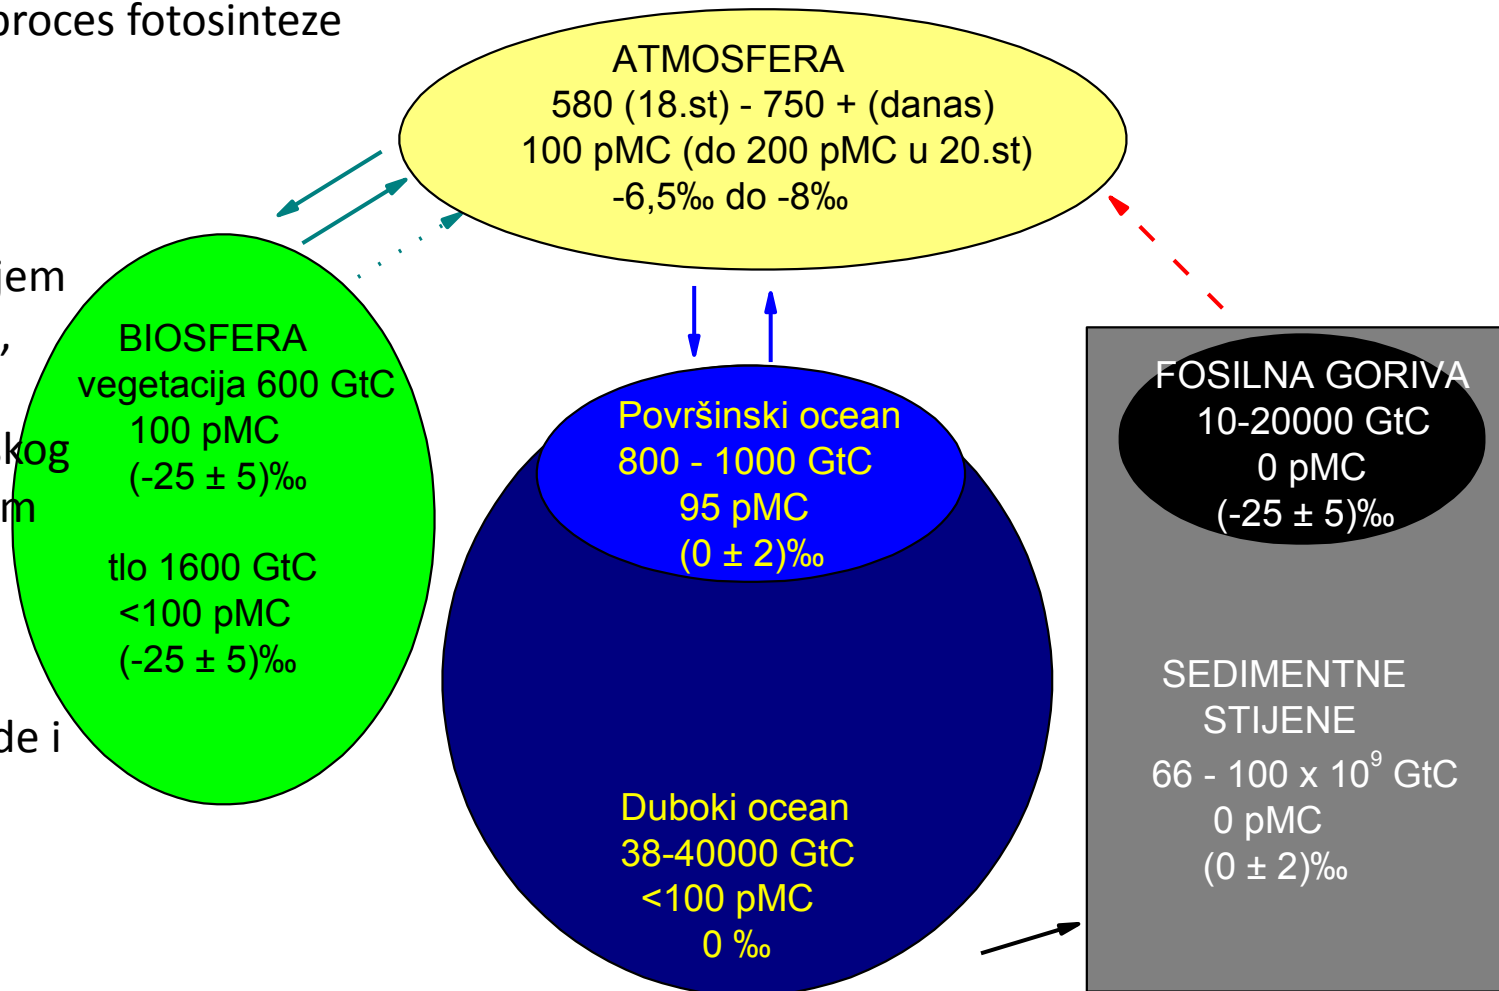 proces fotosinteze
ATMOSFERA
580 (18.st) - 750 + (danas)
100 pMC (do 200 pMC u 20.st)
-6,5‰ do -8‰
jem
,
skog
m
de i
BIOSFERA
vegetacija 600 GtC
100 pMC
(-25 ± 5)‰
tlo 1600 GtC
<100 pMC
(-25 ± 5)‰
Površinski ocean
800 - 1000 GtC
95 pMC
(0 ± 2)‰
Duboki ocean
38-40000 GtC
<100 pMC
0 ‰
FOSILNA GORIVA
10-20000 GtC
0 pMC
(-25 ± 5)‰
SEDIMENTNE
STIJENE
66 - 100 x 10⁹ GtC
0 pMC
(0 ± 2)‰